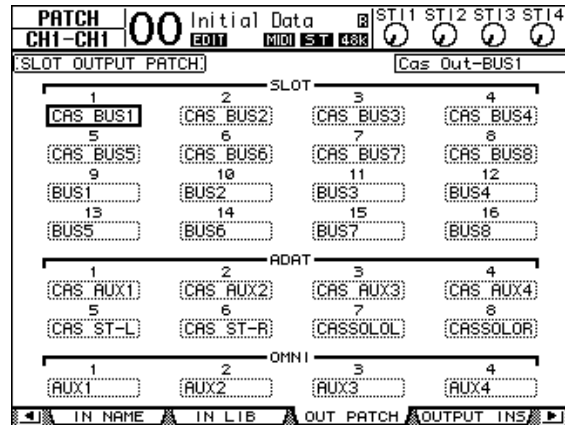 PATCH 00 Initial Data R ST11 ST12 ST13 ST14
CH1-CH1 EDIT MIDI ST 48k
SLOT OUTPUT PATCH Cas Out-BUS1
SLOT
1 2 3 4
CAS BUS1 CAS BUS2 CAS BUS3 CAS BUS4
5 6 7 8
CAS BUS5 CAS BUS6 CAS BUS7 CAS BUS8
9 10 11 12
BUS1 BUS2 BUS3 BUS4
13 14 15 16
BUS5 BUS6 BUS7 BUS8
ADAT
1 2 3 4
CAS AUX1 CAS AUX2 CAS AUX3 CAS AUX4
5 6 7 8
CAS ST-L CAS ST-R CASSOLOL CASSOLOR
OMNI
1 2 3 4
AUX1 AUX2 AUX3 AUX4
IN NAME IN LIB OUT PATCH OUTPUT INS